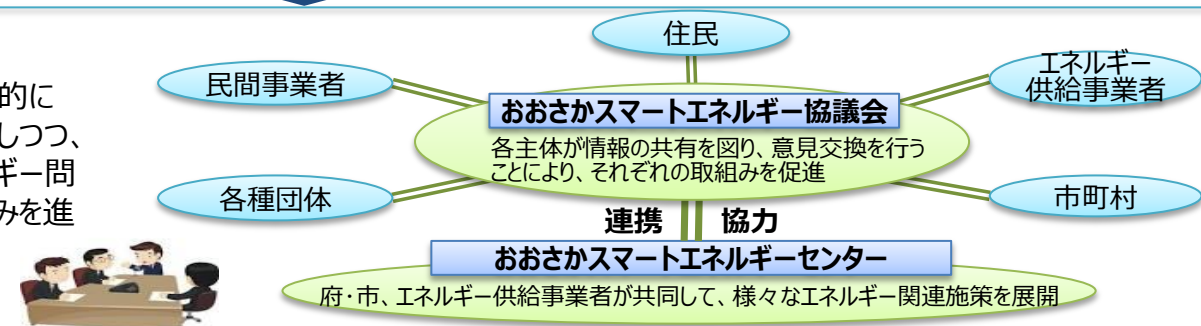 的に
しつつ、
ギー問
みを進
住民
民間事業者
エネルギー
供給事業者
おおさかスマートエネルギー協議会
各主体が情報の共有を図り、意見交換を行う
ことにより、それぞれの取組みを促進
各種団体
市町村
連携 協力
おおさかスマートエネルギーセンター
府・市、エネルギー供給事業者が共同して、様々なエネルギー関連施策を展開